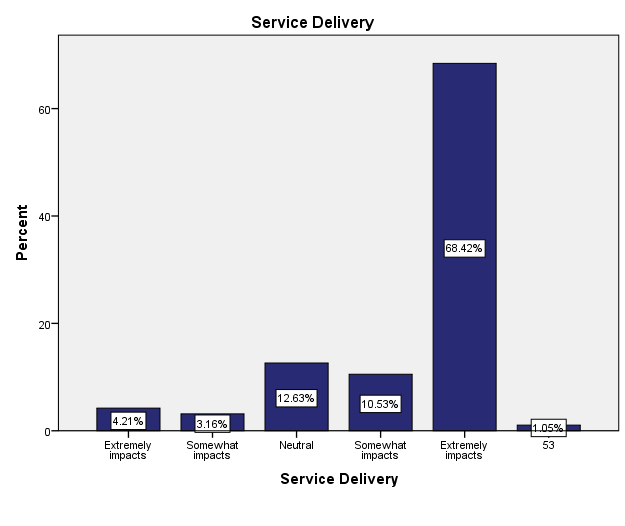 Service Delivery
Percent
60
40
20
0
4.21%
3.16%
12.63%
10.53%
68.42%
1.05%
Extremely
impacts
Somewhat
impacts
Neutral
Somewhat
impacts
Extremely
impacts
53
Service Delivery